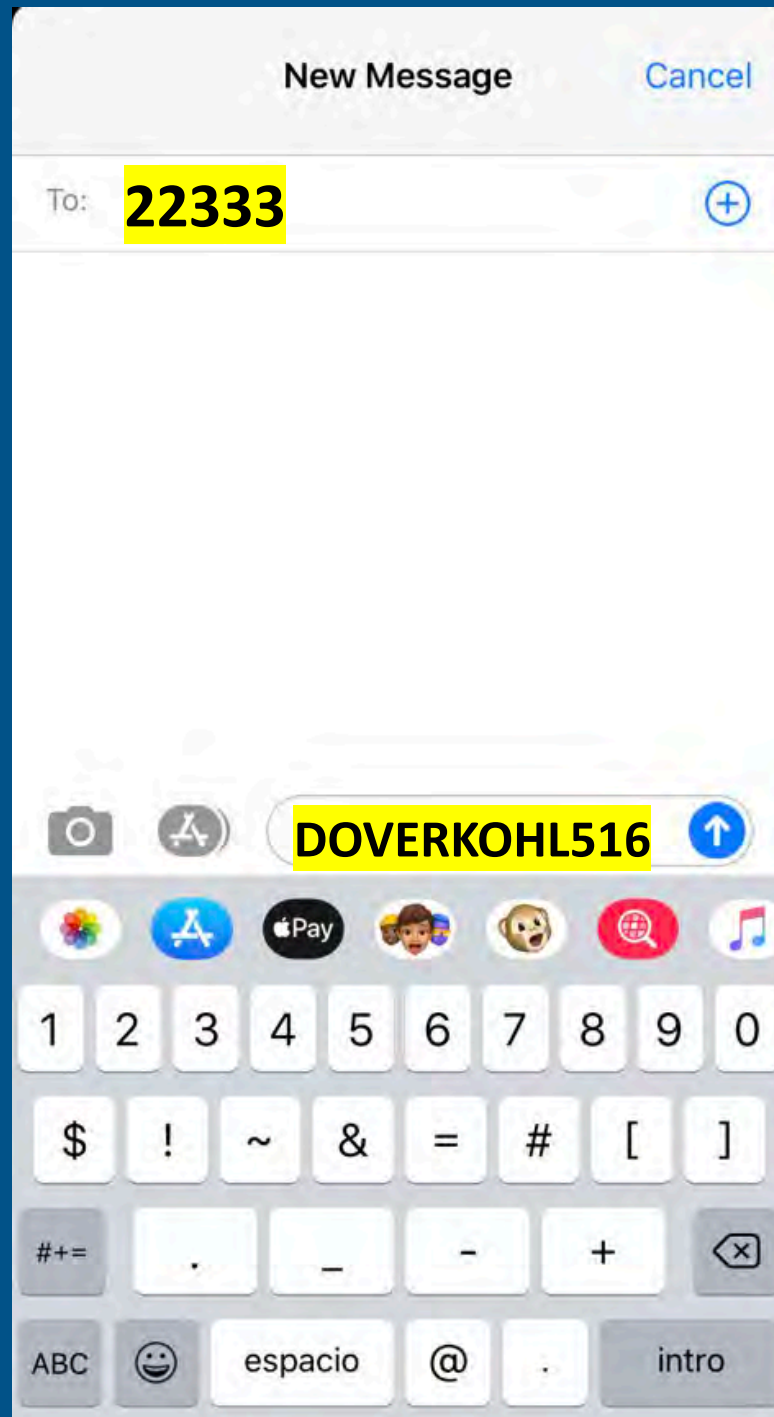 New Message Cancel
To: 22333
DOVERKOHL516
Pay
1 2 3 4 5 6 7 8 9 0
$ ! ~ & = # [ ]
#+= . _ - +
ABC espacio @ . intro